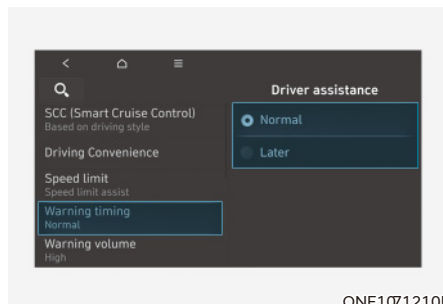 Driver assistance
SCC (Smart Cruise Control)
Based on driving style
Driving Convenience
Speed limit
Speed limit assist
Warning timing
Normal
Warning volume
High
Normal
Later